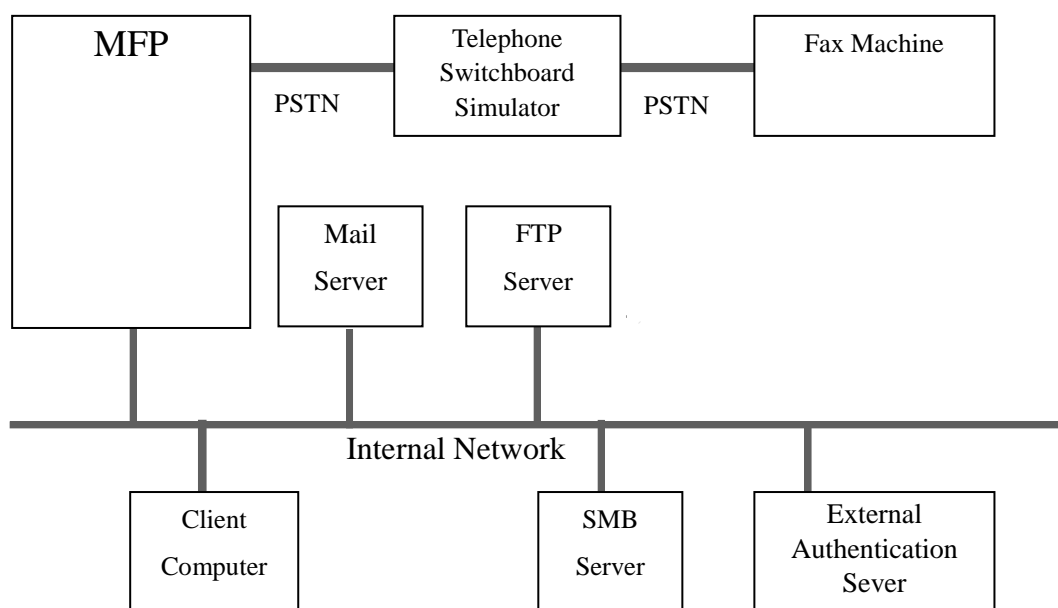 MFP
Telephone
Switchboard
Simulator
Fax Machine
PSTN
PSTN
Mail
Server
FTP
Server
Internal Network
Client
Computer
SMB
Server
External
Authentication
Sever